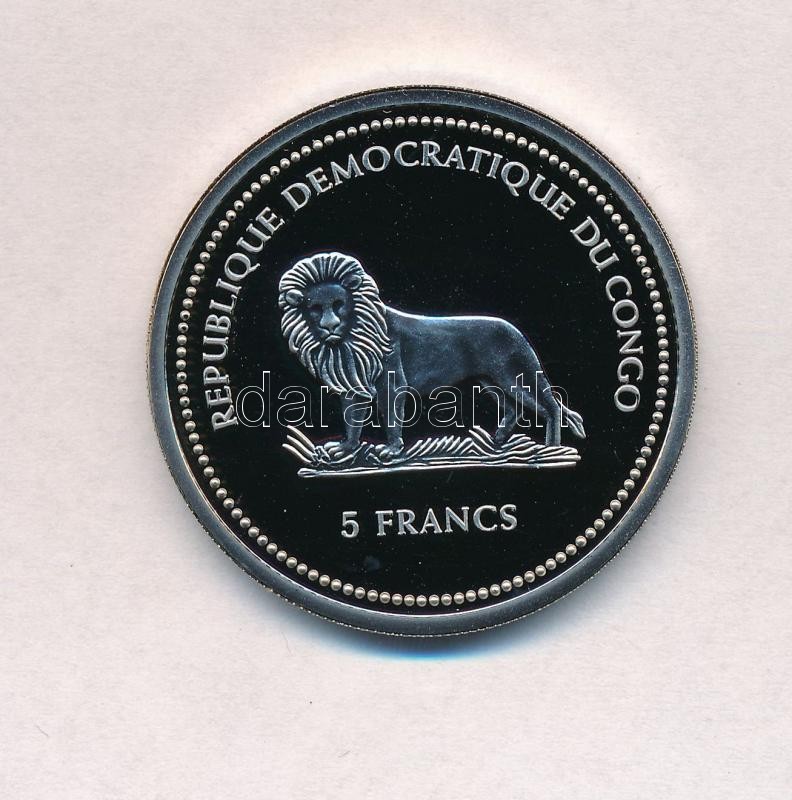 REPUBLIQUE DEMOCRATIQUE DU CONGO
darabanth
5 FRANCS